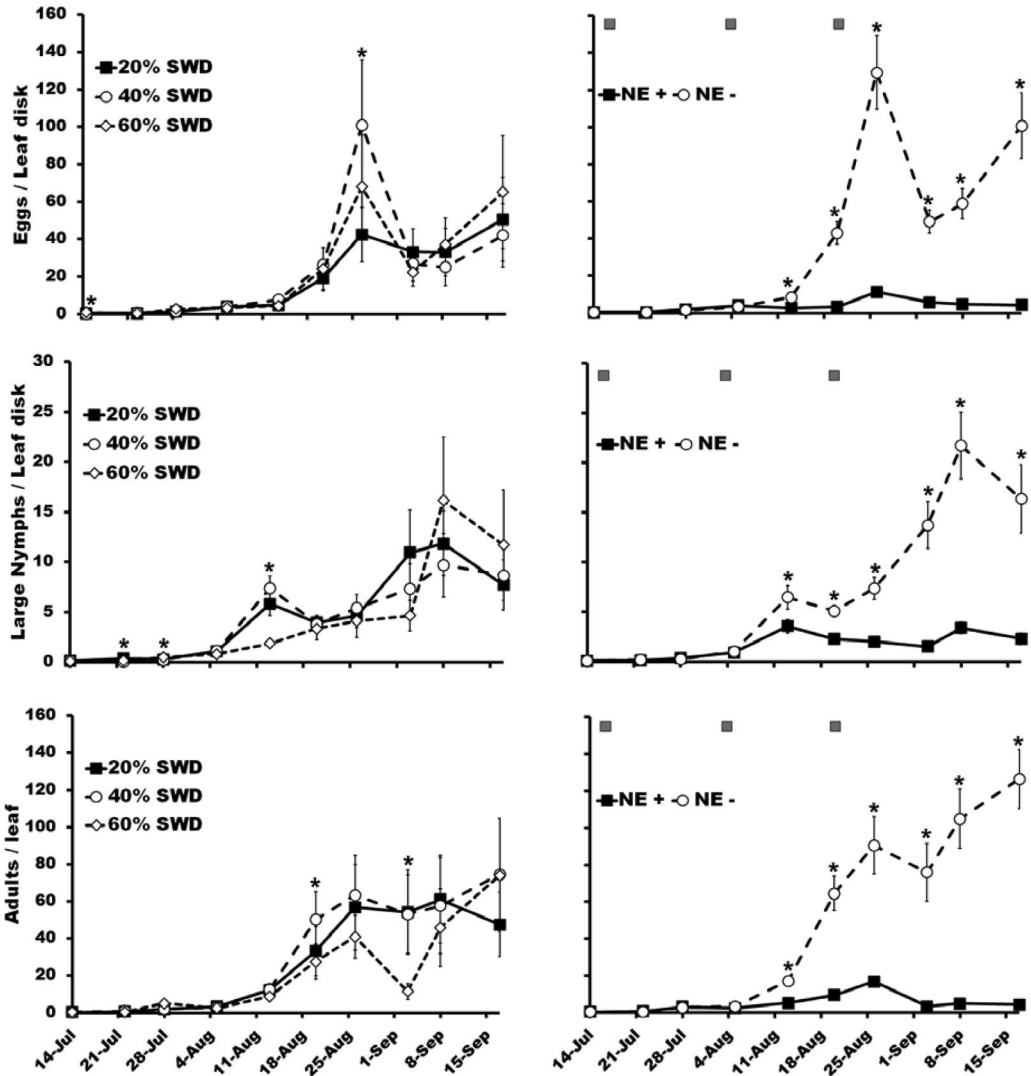 Eggs / Leaf disk
160
140
120
100
80
60
40
20
0
20% SWD
40% SWD
60% SWD
*
*
NE + NE -
*
*
*
*
*
*
Large Nymphs / Leaf disk
30
25
20
15
10
5
0
20% SWD
40% SWD
60% SWD
*
*
*
NE + NE -
*
*
*
*
*
*
Adults / leaf
160
140
120
100
80
60
40
20
0
20% SWD
40% SWD
60% SWD
*
*
NE + NE -
*
*
*
*
*
*
14-Jul 21-Jul 28-Jul 4-Aug 11-Aug 18-Aug 25-Aug 1-Sep 8-Sep 15-Sep
14-Jul 21-Jul 28-Jul 4-Aug 11-Aug 18-Aug 25-Aug 1-Sep 8-Sep 15-Sep